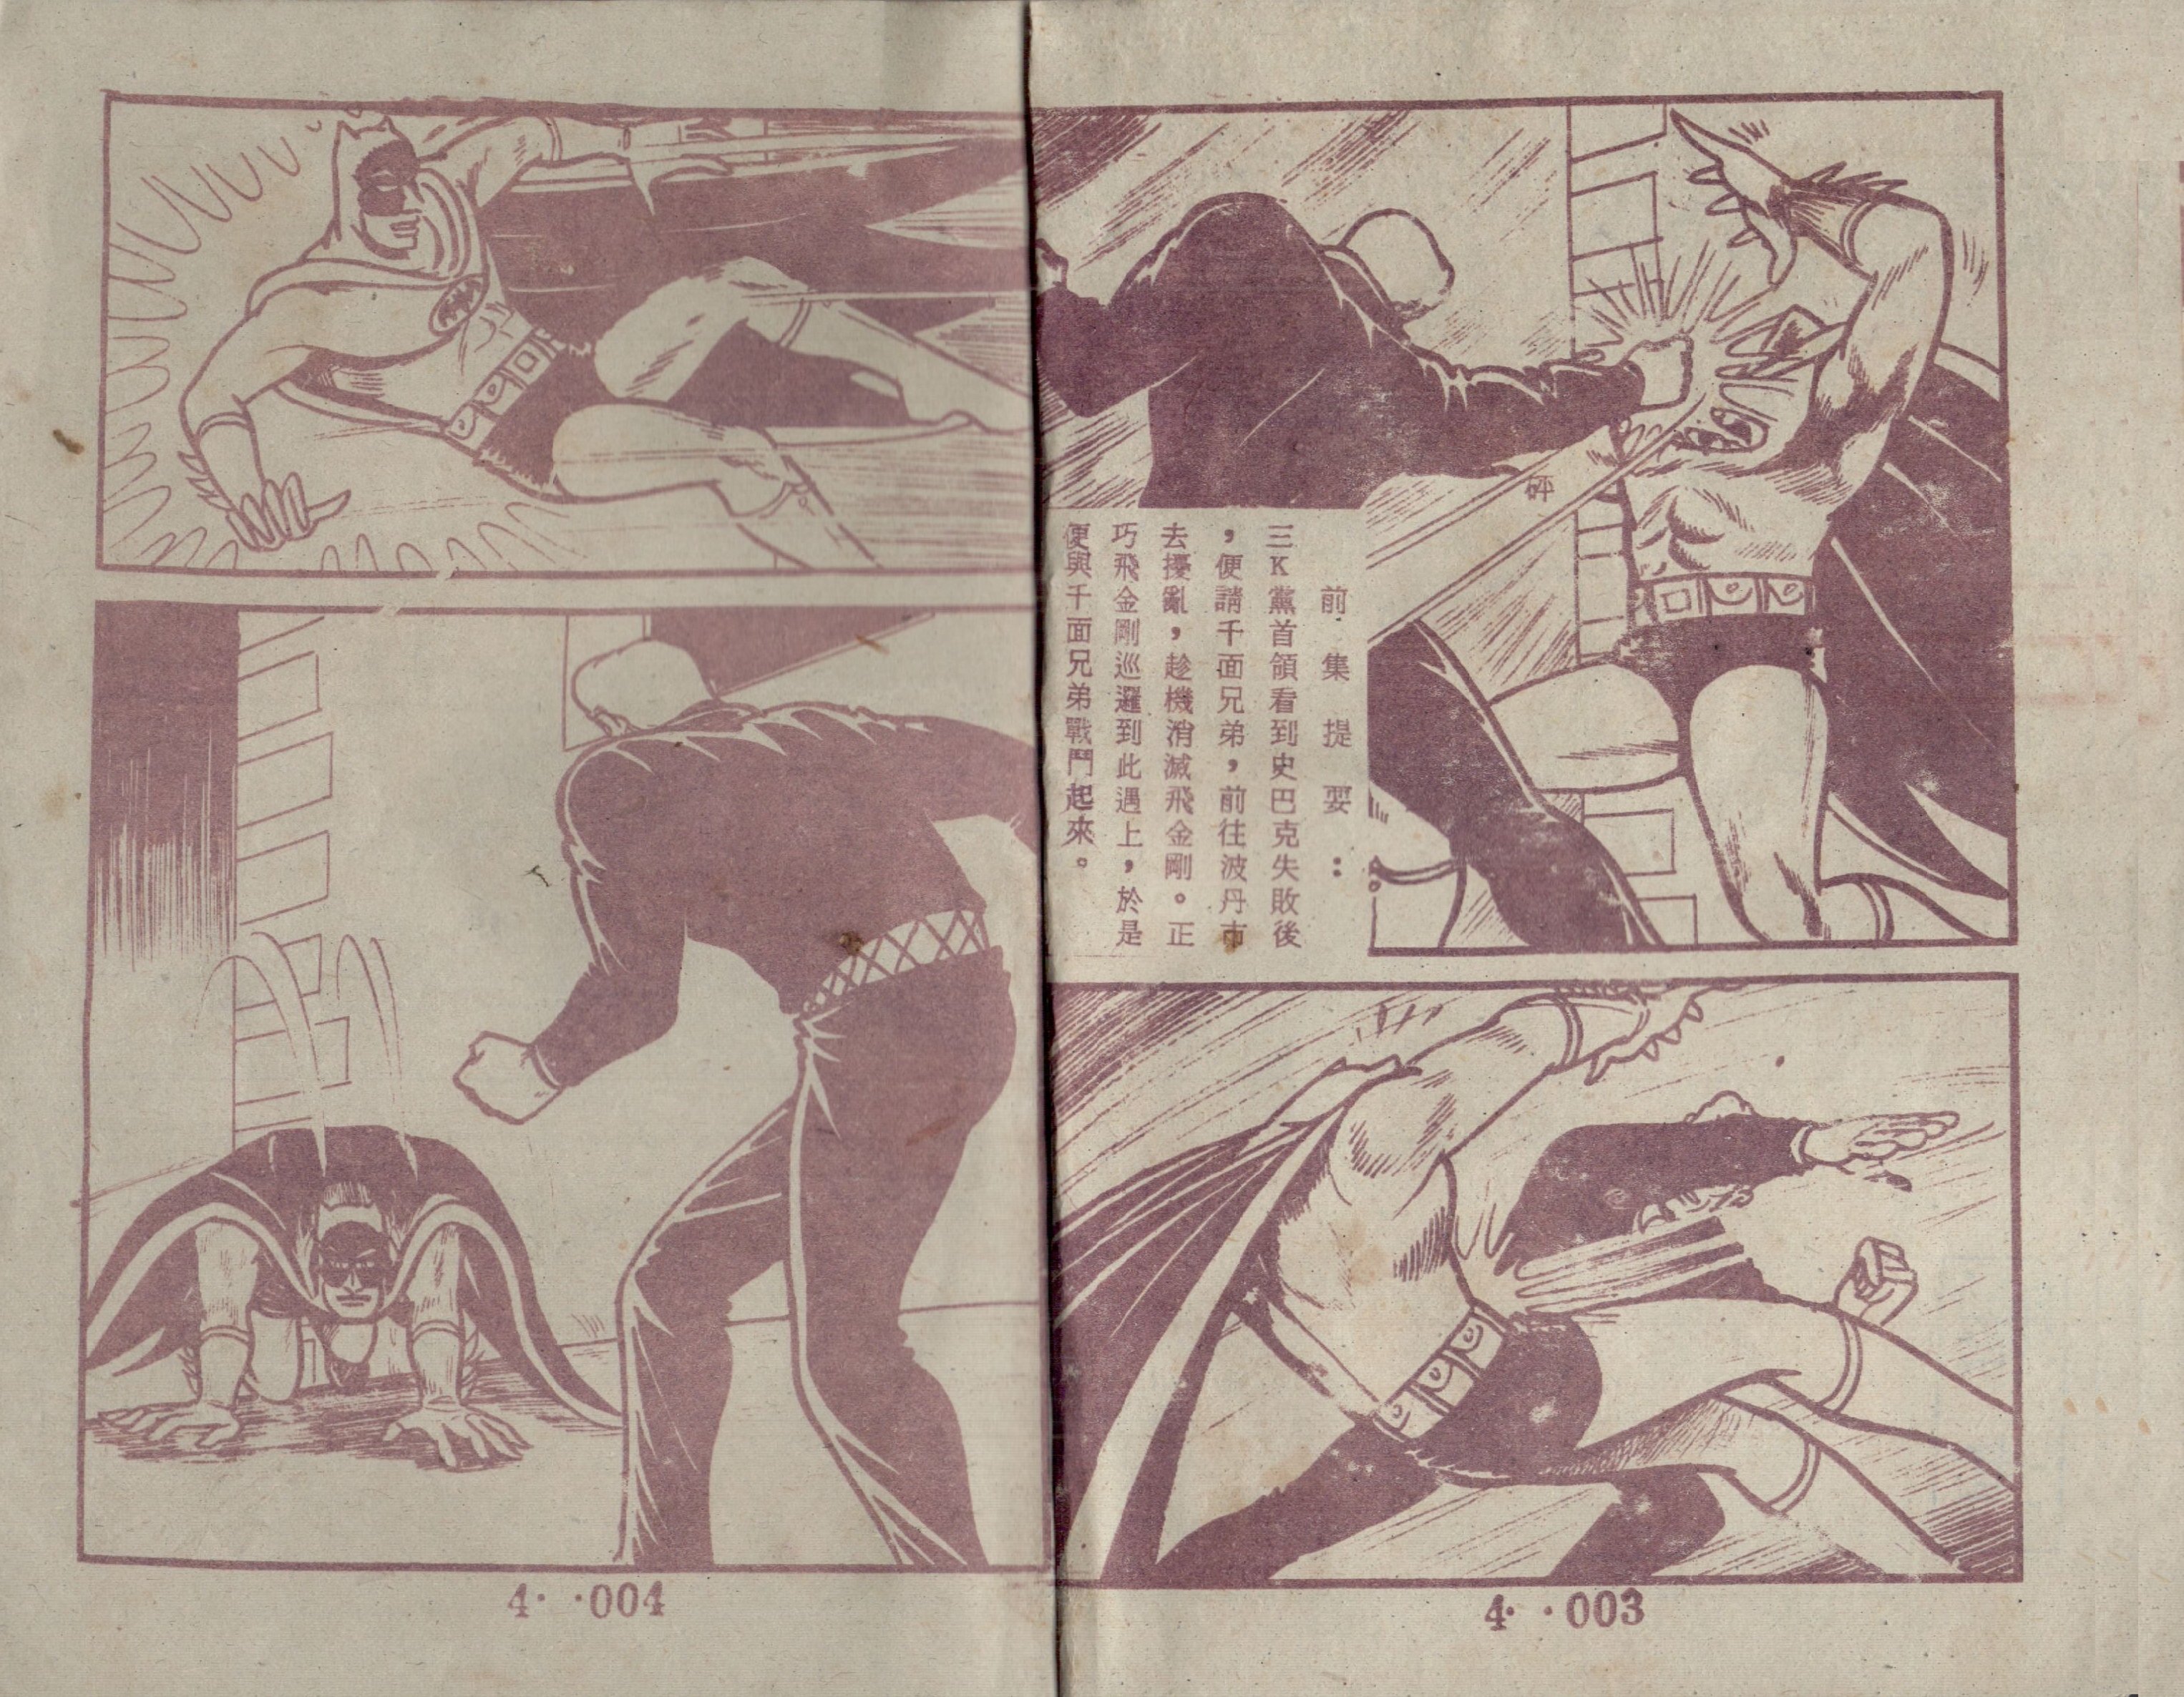 砰
前集提要：
三K黨首領看到史巴克失敗後
，便請千面兄弟，前往波丹市
去擾亂，趁機消滅飛金剛。正
巧飛金剛巡邏到此遇上，於是
便與千面兄弟戰鬥起來。
4··003
4··004